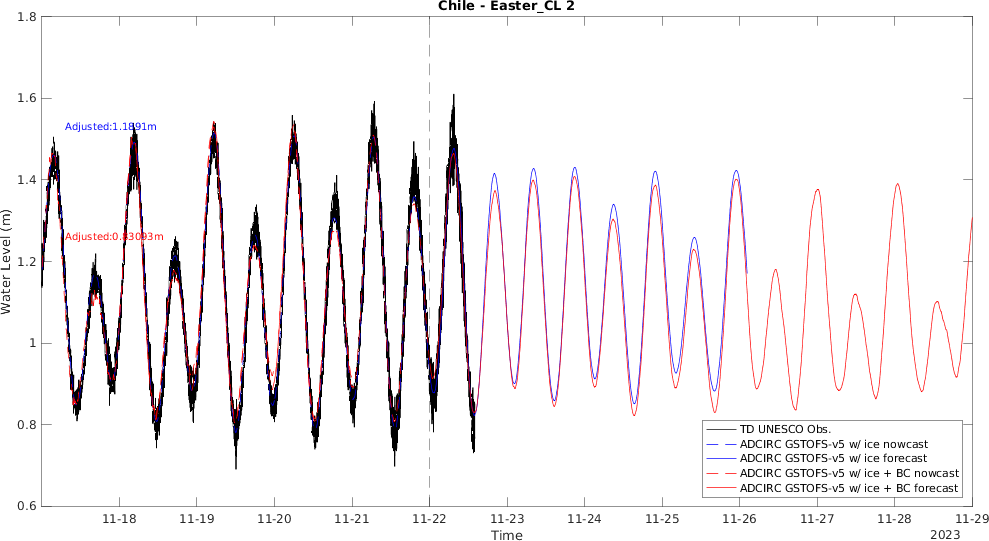 Chile - Easter_CL 2
1.8
1.6
1.4
1.2
1
0.8
0.6
Water Level (m)
Adjusted:1.1891m
Adjusted:0.83093m
TD UNESCO Obs.
ADCIRC GSTOFS-v5 w/ ice nowcast
ADCIRC GSTOFS-v5 w/ ice forecast
ADCIRC GSTOFS-v5 w/ ice + BC nowcast
ADCIRC GSTOFS-v5 w/ ice + BC forecast
11-18 11-19 11-20 11-21 11-22 11-23 11-24 11-25 11-26 11-27 11-28 11-29
Time
2023